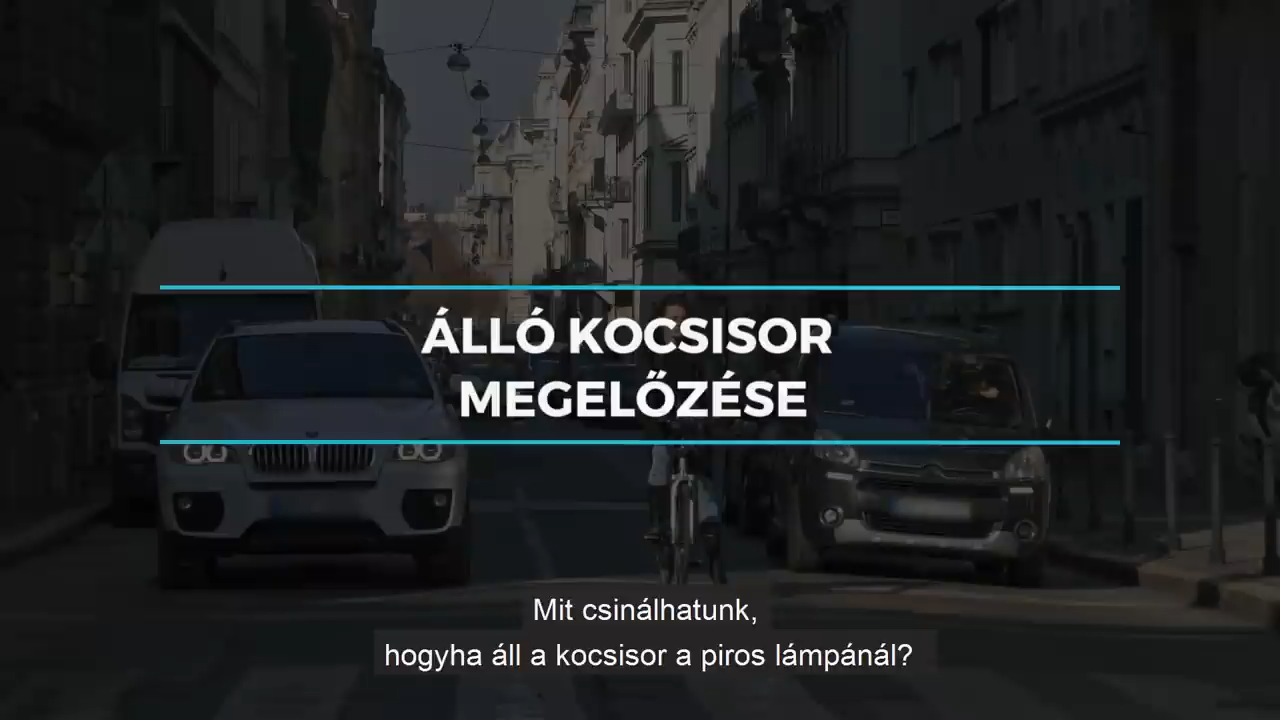 ÁLLÓ KOCSISOR
MEGELŐZÉSE
Mit csinálhatunk,
hogyha áll a kocsisor a piros lámpánál?